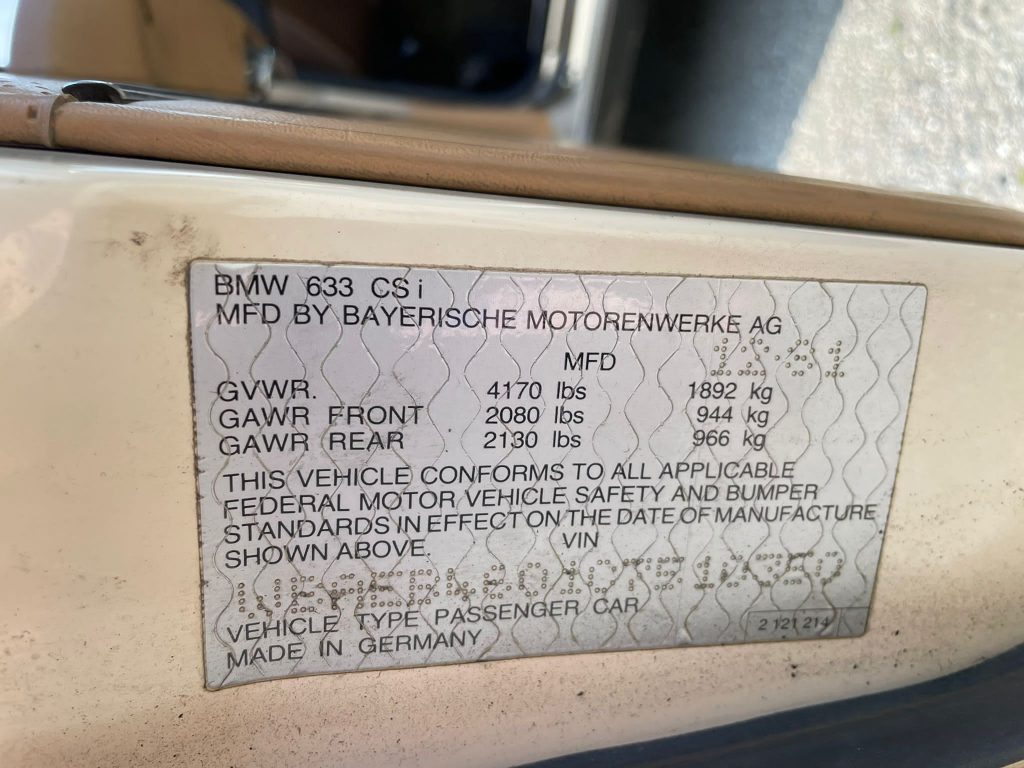 BMW 633 CSi
MFD BY BAYERISCHE MOTORENWERKE AG
MFD
GVWR. 4170 lbs 1892 kg
GAWR FRONT 2080 lbs 944 kg
GAWR REAR 2130 lbs 966 kg
THIS VEHICLE CONFORMS TO ALL APPLICABLE
FEDERAL MOTOR VEHICLE SAFETY AND BUMPER
STANDARDS IN EFFECT ON THE DATE OF MANUFACTURE
SHOWN ABOVE. VIN
VEHICLE TYPE PASSENGER CAR
MADE IN GERMANY
2 121 214